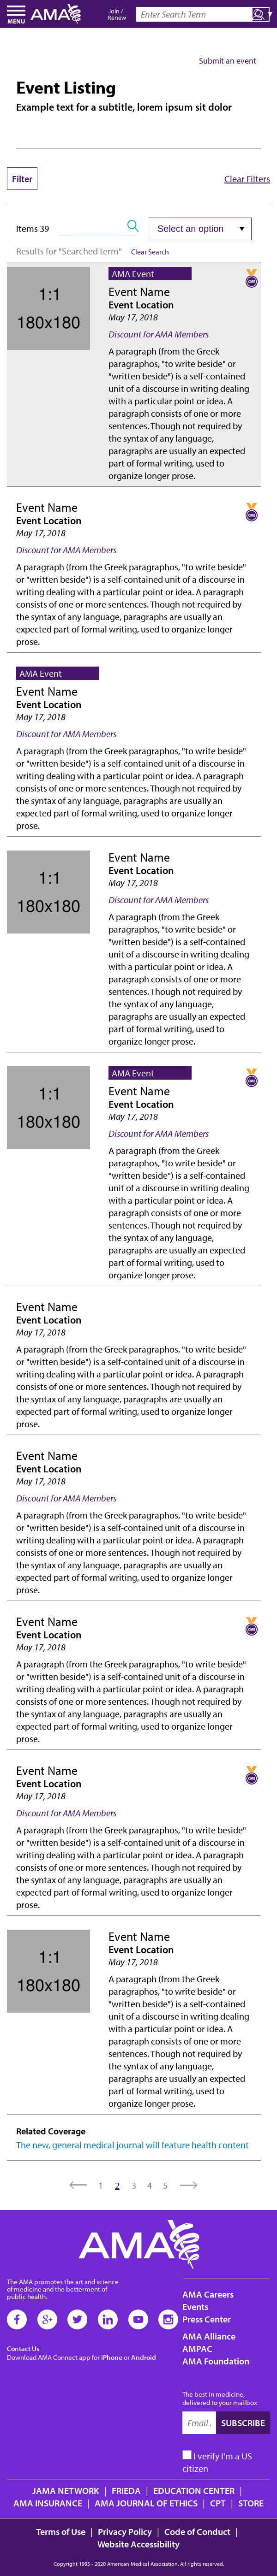 MENU
AMA
Join /
Renew
Enter Search Term
Submit an event
Event Listing
Example text for a subtitle, lorem ipsum sit dolor
Filter
Clear Filters
Items 39
Select an option
Results for "Searched term"
Clear Search
1:1
180x180
AMA Event
Event Name
Event Location
May 17, 2018
Discount for AMA Members
A paragraph (from the Greek
paragraphos, "to write beside" or
"written beside") is a self-contained unit
of a discourse in writing dealing
with a particular point or idea. A
paragraph consists of one or more
sentences. Though not required by
the syntax of any language,
paragraphs are usually an expected
part of formal writing, used to
organize longer prose.
Event Name
Event Location
May 17, 2018
Discount for AMA Members
A paragraph (from the Greek paragraphos, "to write beside"
or "written beside") is a self-contained unit of a discourse in
writing dealing with a particular point or idea. A paragraph
consists of one or more sentences. Though not required by
the syntax of any language, paragraphs are usually an
expected part of formal writing, used to organize longer
prose.
AMA Event
Event Name
Event Location
May 17, 2018
Discount for AMA Members
A paragraph (from the Greek paragraphos, "to write beside"
or "written beside") is a self-contained unit of a discourse in
writing dealing with a particular point or idea. A paragraph
consists of one or more sentences. Though not required by
the syntax of any language, paragraphs are usually an
expected part of formal writing, used to organize longer
prose.
1:1
180x180
Event Name
Event Location
May 17, 2018
Discount for AMA Members
A paragraph (from the Greek
paragraphos, "to write beside" or
"written beside") is a self-contained
unit of a discourse in writing dealing
with a particular point or idea. A
paragraph consists of one or more
sentences. Though not required by
the syntax of any language,
paragraphs are usually an expected
part of formal writing, used to
organize longer prose.
1:1
180x180
AMA Event
Event Name
Event Location
May 17, 2018
Discount for AMA Members
A paragraph (from the Greek
paragraphos, "to write beside" or
"written beside") is a self-contained
unit of a discourse in writing dealing
with a particular point or idea. A
paragraph consists of one or more
sentences. Though not required by
the syntax of any language,
paragraphs are usually an expected
part of formal writing, used to
organize longer prose.
Event Name
Event Location
May 17, 2018
A paragraph (from the Greek paragraphos, "to write beside"
or "written beside") is a self-contained unit of a discourse in
writing dealing with a particular point or idea. A paragraph
consists of one or more sentences. Though not required by
the syntax of any language, paragraphs are usually an
expected part of formal writing, used to organize longer
prose.
Event Name
Event Location
May 17, 2018
Discount for AMA Members
A paragraph (from the Greek paragraphos, "to write beside"
or "written beside") is a self-contained unit of a discourse in
writing dealing with a particular point or idea. A paragraph
consists of one or more sentences. Though not required by
the syntax of any language, paragraphs are usually an
expected part of formal writing, used to organize longer
prose.
Event Name
Event Location
May 17, 2018
A paragraph (from the Greek paragraphos, "to write beside"
or "written beside") is a self-contained unit of a discourse in
writing dealing with a particular point or idea. A paragraph
consists of one or more sentences. Though not required by
the syntax of any language, paragraphs are usually an
expected part of formal writing, used to organize longer
prose.
Event Name
Event Location
May 17, 2018
Discount for AMA Members
A paragraph (from the Greek paragraphos, "to write beside"
or "written beside") is a self-contained unit of a discourse in
writing dealing with a particular point or idea. A paragraph
consists of one or more sentences. Though not required by
the syntax of any language, paragraphs are usually an
expected part of formal writing, used to organize longer
prose.
1:1
180x180
Event Name
Event Location
May 17, 2018
A paragraph (from the Greek
paragraphos, "to write beside" or
"written beside") is a self-contained
unit of a discourse in writing dealing
with a particular point or idea. A
paragraph consists of one or more
sentences. Though not required by
the syntax of any language,
paragraphs are usually an expected
part of formal writing, used to
organize longer prose.
Related Coverage
The new, general medical journal will feature health content
1 2 3 4 5
AMA
The AMA promotes the art and science
of medicine and the betterment of
public health.
Contact Us
Download AMA Connect app for iPhone or Android
AMA Careers
Events
Press Center
AMA Alliance
AMPAC
AMA Foundation
The best in medicine,
delivered to your mailbox
Email . SUBSCRIBE
I verify I'm a US
citizen
JAMA NETWORK | FRIEDA | EDUCATION CENTER |
AMA INSURANCE | AMA JOURNAL OF ETHICS | CPT | STORE
Terms of Use | Privacy Policy | Code of Conduct |
Website Accessibility
Copyright 1995 - 2020 American Medical Association. All rights reserved.